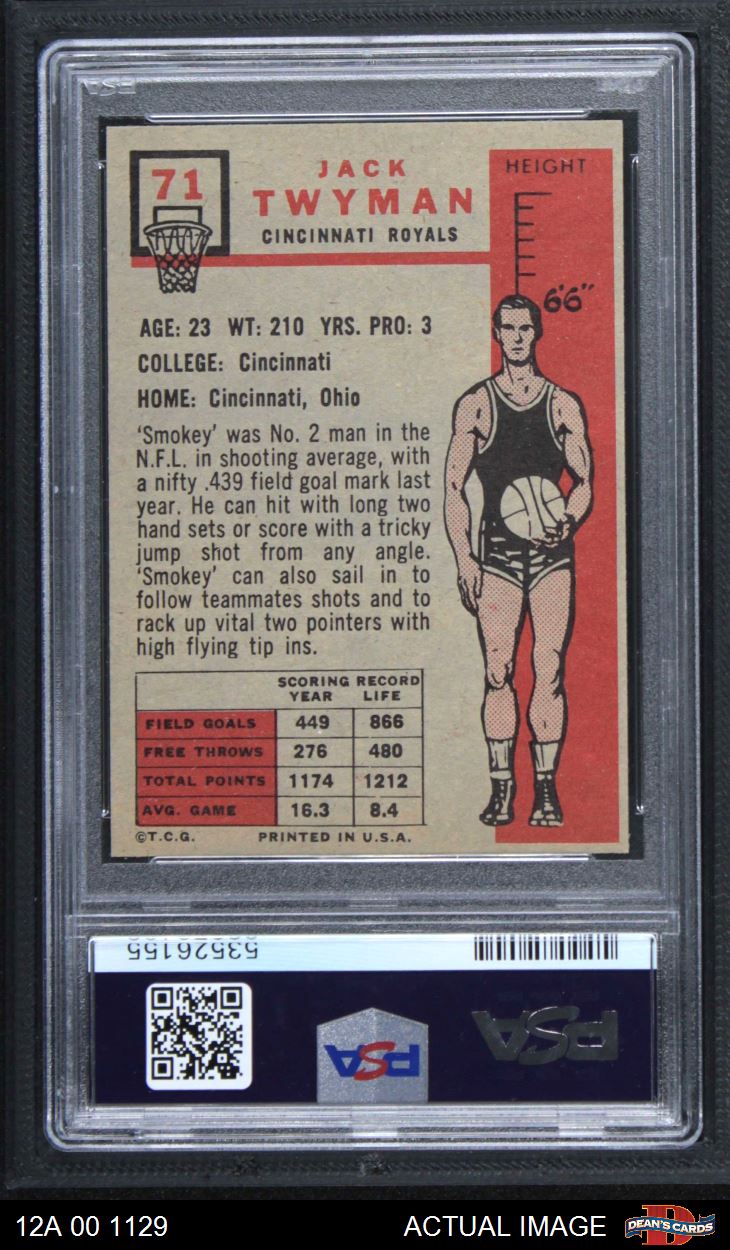 71
JACK
TWYMAN
CINCINNATI ROYALS
HEIGHT
6'6"
AGE: 23 WT: 210 YRS. PRO: 3
COLLEGE: Cincinnati
HOME: Cincinnati, Ohio
'Smokey' was No. 2 man in the
N.F.L. in shooting average, with
a nifty .439 field goal mark last
year. He can hit with long two
hand sets or score with a tricky
jump shot from any angle.
'Smokey' can also sail in to
follow teammates shots and to
rack up vital two pointers with
high flying tip ins.
SCORING RECORD
YEAR LIFE
FIELD GOALS 449 866
FREE THROWS 276 480
TOTAL POINTS 1174 1212
AVG. GAME 16.3 8.4
©T.C.G. PRINTED IN U.S.A.
53526155
PSA
PSA
12A 00 1129 ACTUAL IMAGE DEAN'S CARDS